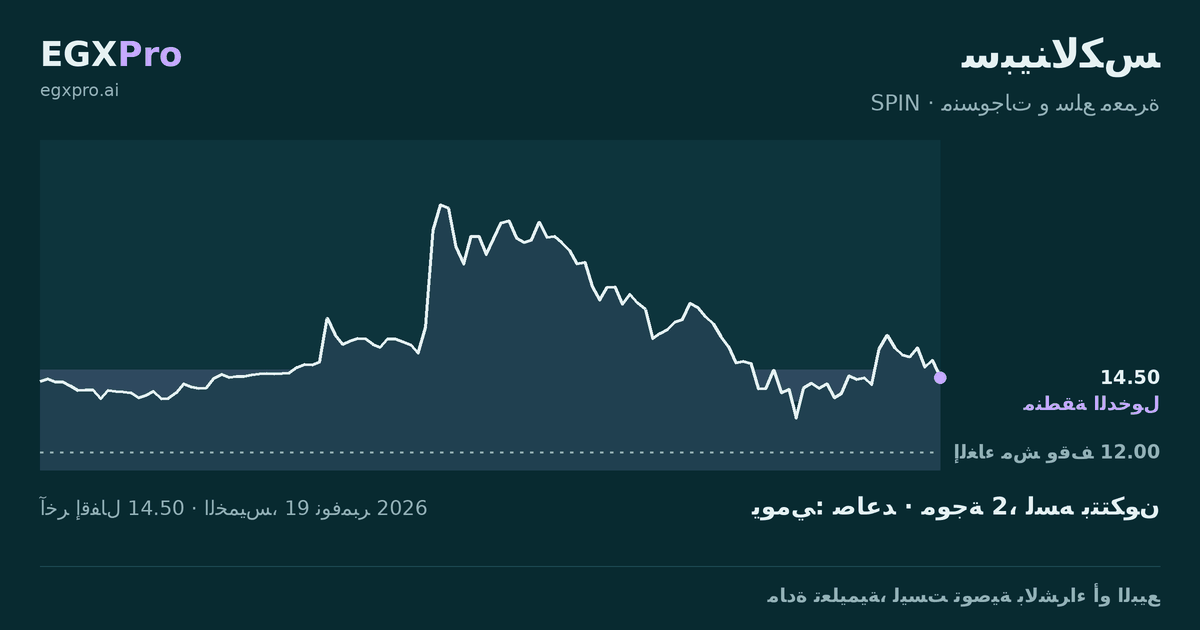 EGXPro
egxpro.ai
سبينالكس
SPIN · منسوجات و سلع معمرة
14.50
منطقة الدخول
إلغاء مش وقف 12.00
يومي: صاعد · موجة 2، لسه بتتكون
آخر إقفال 14.50 · الخميس، 19 نوفمبر 2026
مادة تعليمية، ليست توصية بالشراء أو البيع